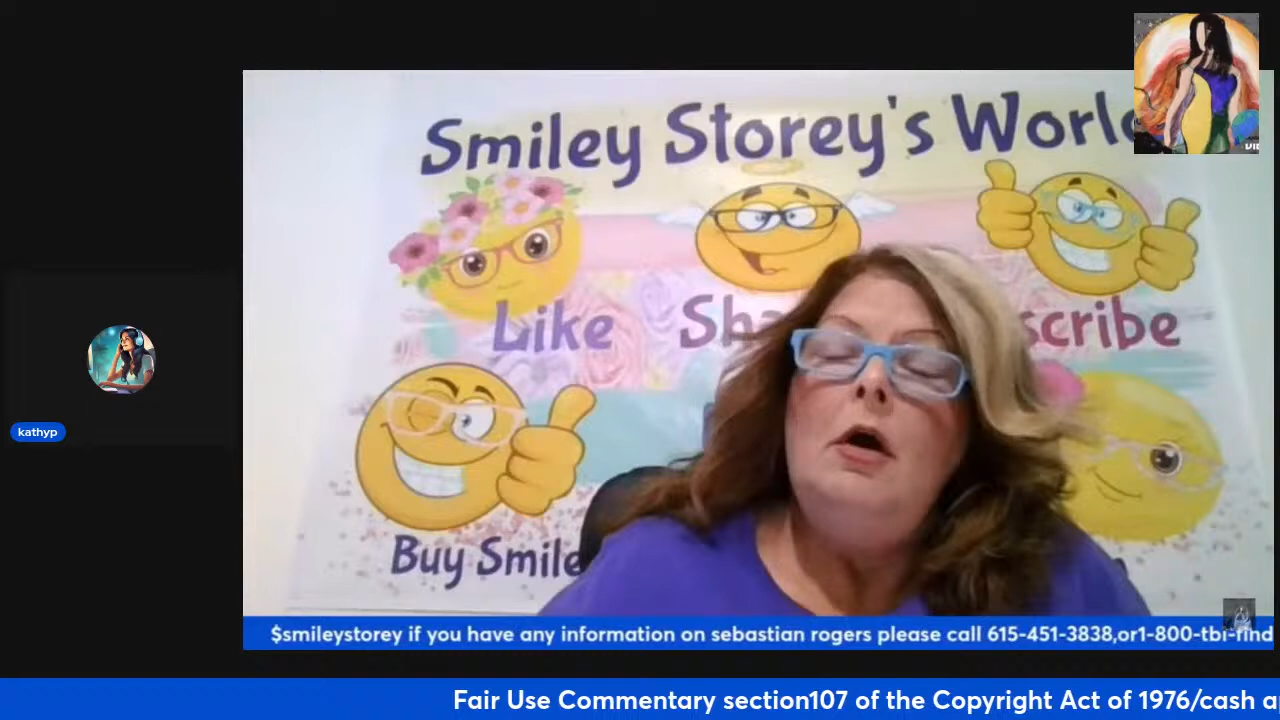 Smiley Storey's Worl
Like Sha scribe
Buy Smile
kathyp
$smileystorey if you have any information on sebastian rogers please call 615-451-3838,or1-800-tbi-find
Fair Use Commentary section107 of the Copyright Act of 1976/cash a